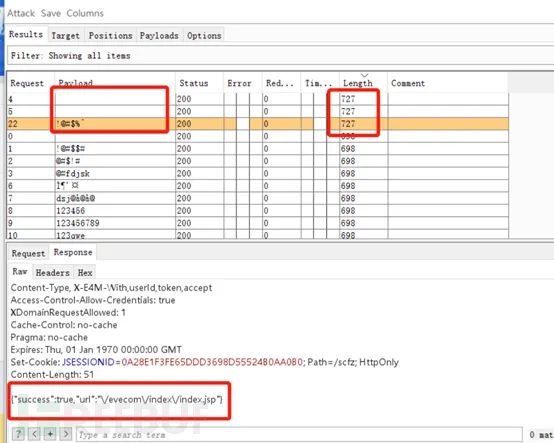 Attack Save Columns
Results Target Positions Payloads Options
Filter: Showing all items
Request Payload Status Error Red... Tim... Length Comment
4 200 0 727
5 200 0 727
22 !@#$%^ 200 0 727
0 200 0 698
1 !@#$$# 200 0 698
2 @#$!# 200 0 698
3 @#fdjsk 200 0 698
6 200 0 698
7 200 0 698
8 123456 200 0 698
9 123456789 200 0 698
10 123qwe 200 0 698
Request Response
Raw Headers Hex
Content-Type, X-E4M-With,userId,token,accept
Access-Control-Allow-Credentials: true
XDomainRequestAllowed: 1
Cache-Control: no-cache
Pragma: no-cache
Expires: Thu, 01 Jan 1970 00:00:00 GMT
Set-Cookie: JSESSIONID=0A28E1F3FE65DDD3698D55524B0AA0B0; Path=/scfz; HttpOnly
Content-Length: 51
{"success":true,"url":"\/evecom\/index\/index.jsp"}
FREEBUF
? < + > Type a search term 0 mat